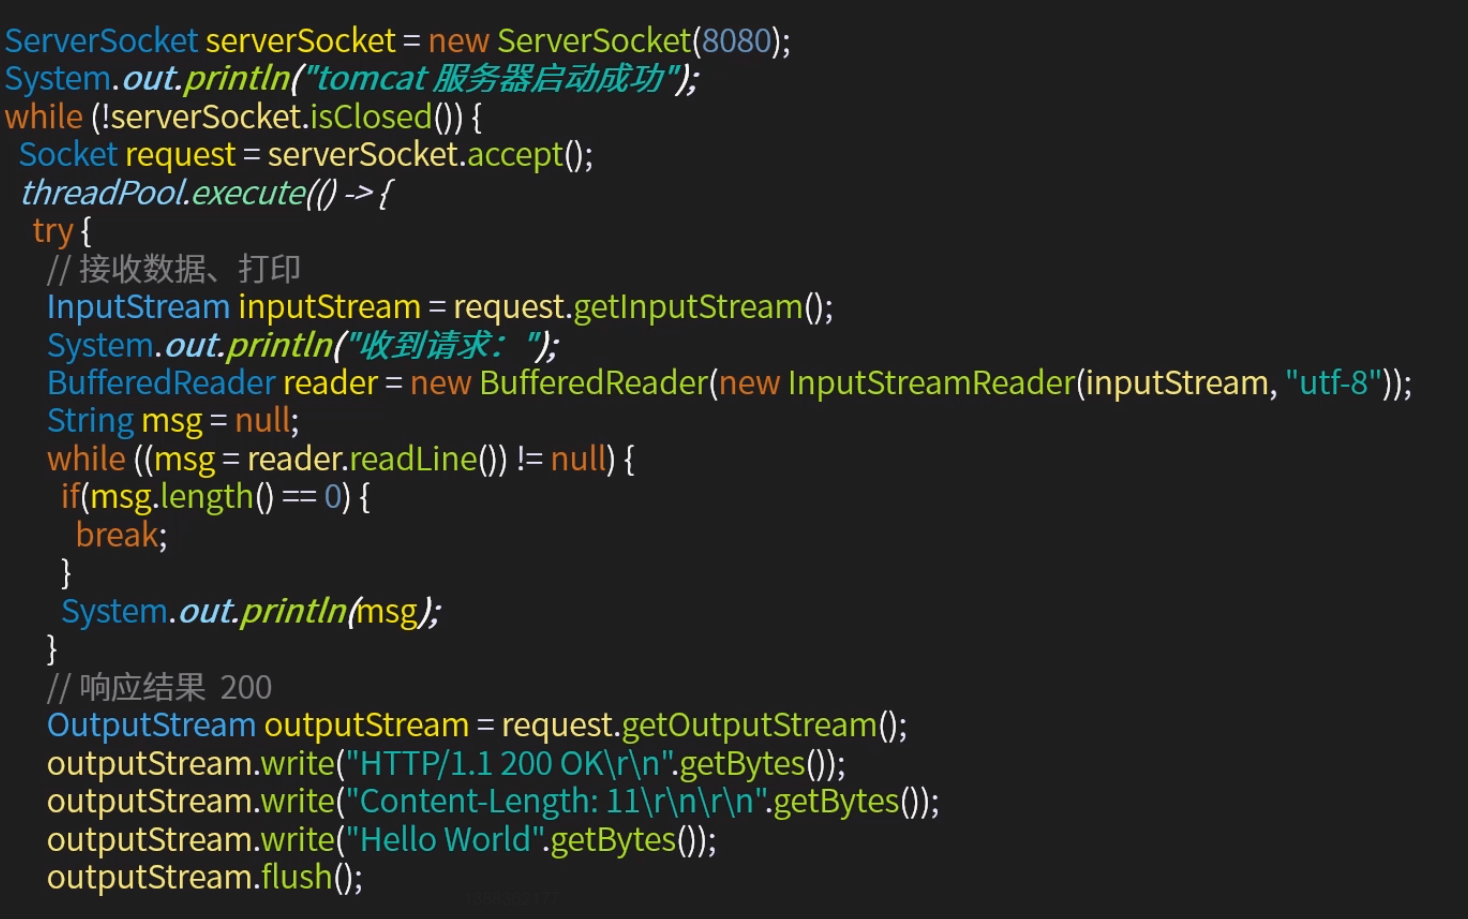 ServerSocket serverSocket = new ServerSocket(8080);
System.out.println("tomcat 服务器启动成功");
while (!serverSocket.isClosed()) {
Socket request = serverSocket.accept();
threadPool.execute(() -> {
try {
// 接收数据、打印
InputStream inputStream = request.getInputStream();
System.out.println("收到请求：");
BufferedReader reader = new BufferedReader(new InputStreamReader(inputStream, "utf-8"));
String msg = null;
while ((msg = reader.readLine()) != null) {
if(msg.length() == 0) {
break;
}
System.out.println(msg);
}
// 响应结果 200
OutputStream outputStream = request.getOutputStream();
outputStream.write("HTTP/1.1 200 OK\r\n".getBytes());
outputStream.write("Content-Length: 11\r\n\r\n".getBytes());
outputStream.write("Hello World".getBytes());
outputStream.flush();